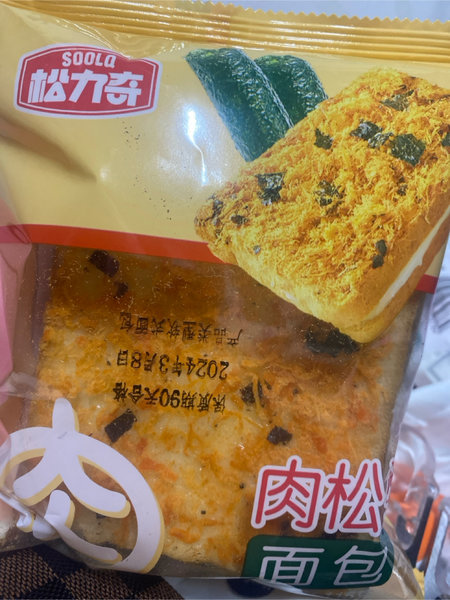 SOOLQ
松力奇
产品类型软式面包
2024年3月8日
保质期90天合格
肉松
面包